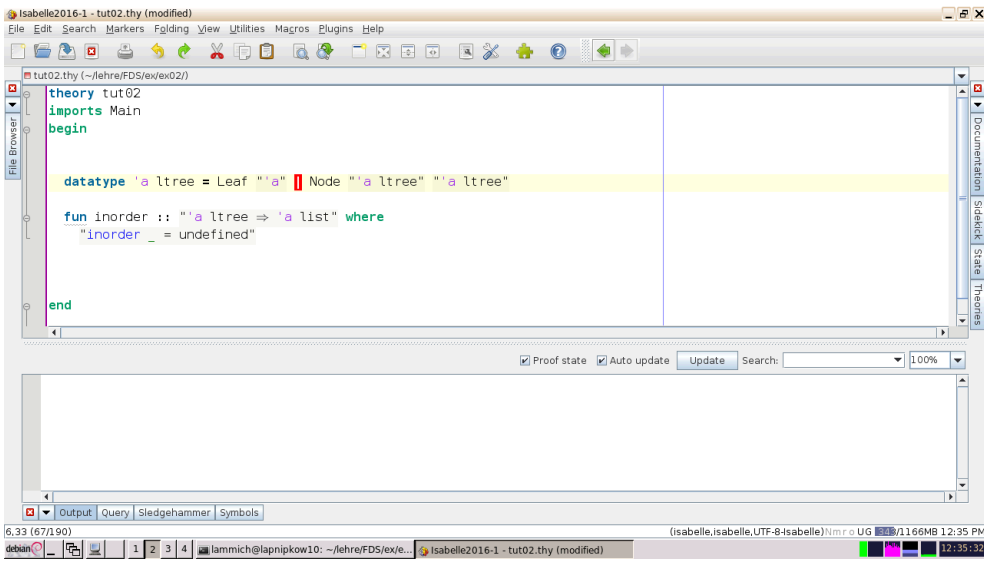 Isabelle2016-1 - tut02.thy (modified)
File Edit Search Markers Folding View Utilities Macros Plugins Help
tut02.thy (~/lehre/FDS/ex/ex02/)
File Browser
theory tut02
imports Main
begin
datatype 'a ltree = Leaf "'a" | Node "'a ltree" "'a ltree"
fun inorder :: "'a ltree ⇒ 'a list" where
"inorder _ = undefined"
end
Documentation
Sidekick
State
Theories
Proof state Auto update Update Search: 100%
Output Query Sledgehammer Symbols
6,33 (67/190) (isabelle,isabelle,UTF-8-Isabelle)Nm r o UG 343/1166MB 12:35 PM
debian 1 2 3 4 lammich@lapnipkow10: ~/lehre/FDS/ex/e... Isabelle2016-1 - tut02.thy (modified) 12:35:32